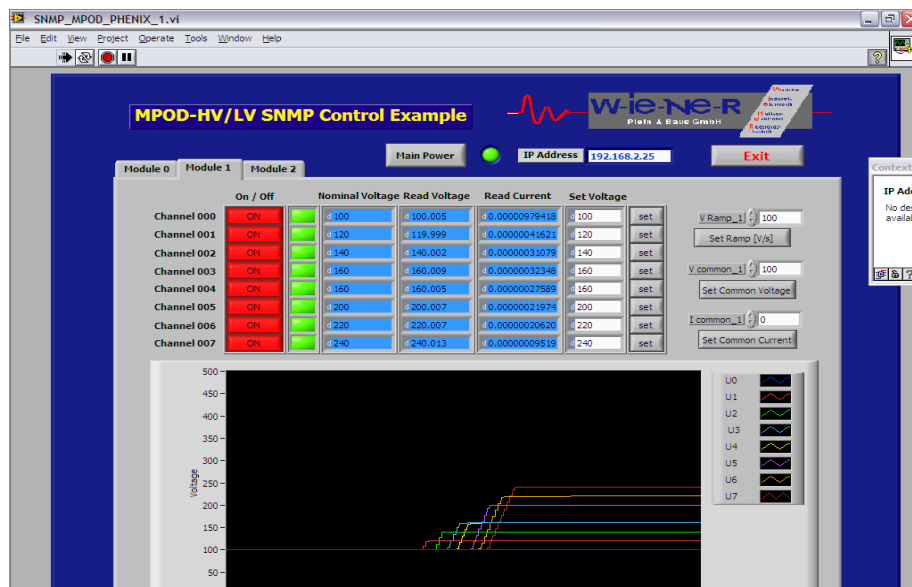 SNMP_MPOD_PHENIX_1.vi
File Edit View Project Operate Tools Window Help
MPOD-HV/LV SNMP Control Example
W-ie-Ne-R
Plein & Baus GmbH
Main Power IP Address 192.168.2.25 Exit
Module 0 Module 1 Module 2
On / Off Nominal Voltage Read Voltage Read Current Set Voltage
Channel 000 ON d 100 d 100.005 d 0.00000979418 d 100 set
Channel 001 ON d 120 d 119.999 d 0.00000041621 d 120 set
Channel 002 ON d 140 d 140.002 d 0.00000031079 d 140 set
Channel 003 ON d 160 d 160.009 d 0.00000032348 d 160 set
Channel 004 ON d 160 d 160.005 d 0.00000027589 d 160 set
Channel 005 ON d 200 d 200.007 d 0.00000021974 d 200 set
Channel 006 ON d 220 d 220.007 d 0.00000020620 d 220 set
Channel 007 ON d 240 d 240.013 d 0.00000009519 d 240 set
V Ramp_1 100
Set Ramp [V/s]
V common_1 100
Set Common Voltage
I common_1 0
Set Common Current
Context
IP Add
No des
availab
500
450
400
350
300
250
200
150
100
50
Voltage
U0
U1
U2
U3
U4
U5
U6
U7